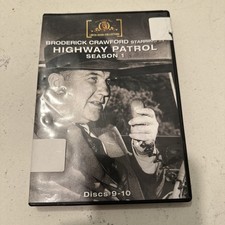 BRODERICK CRAWFORD STARRING IN
HIGHWAY PATROL
SEASON 1
Discs 9-10